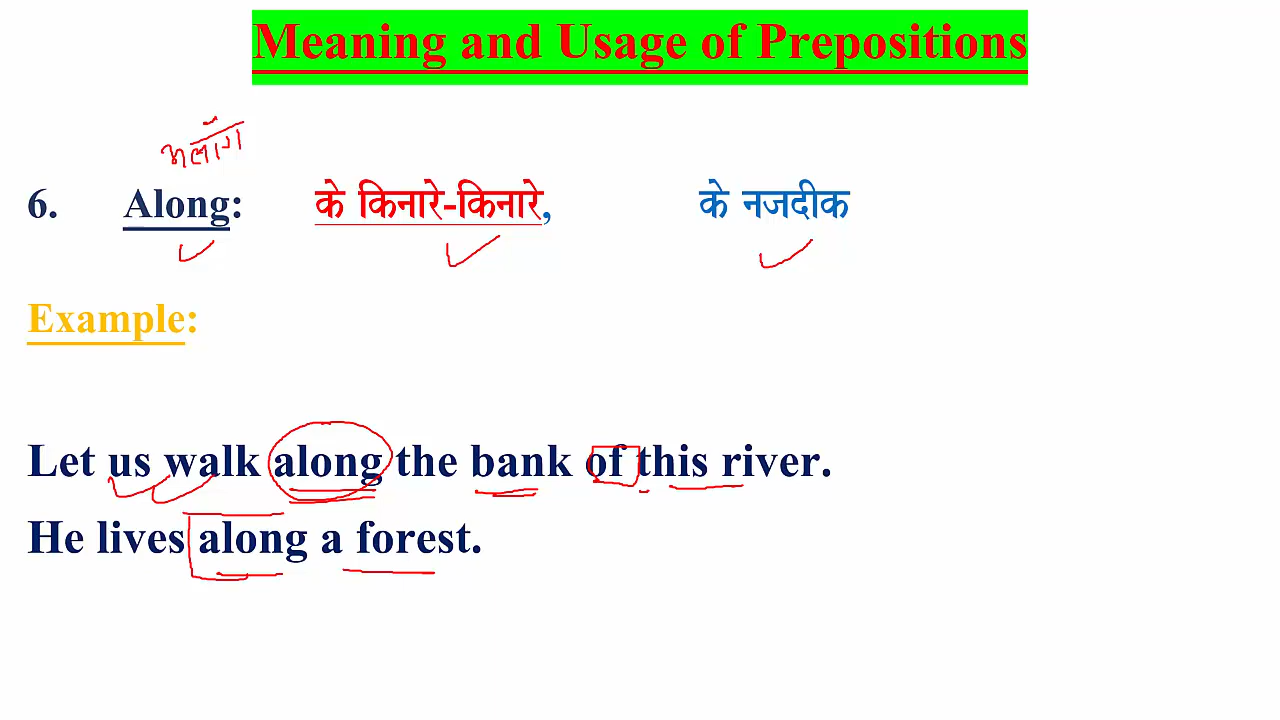 Meaning and Usage of Prepositions
अलॉंग
6. Along: के किनारे-किनारे, के नजदीक
Example:
Let us walk along the bank of this river.
He lives along a forest.